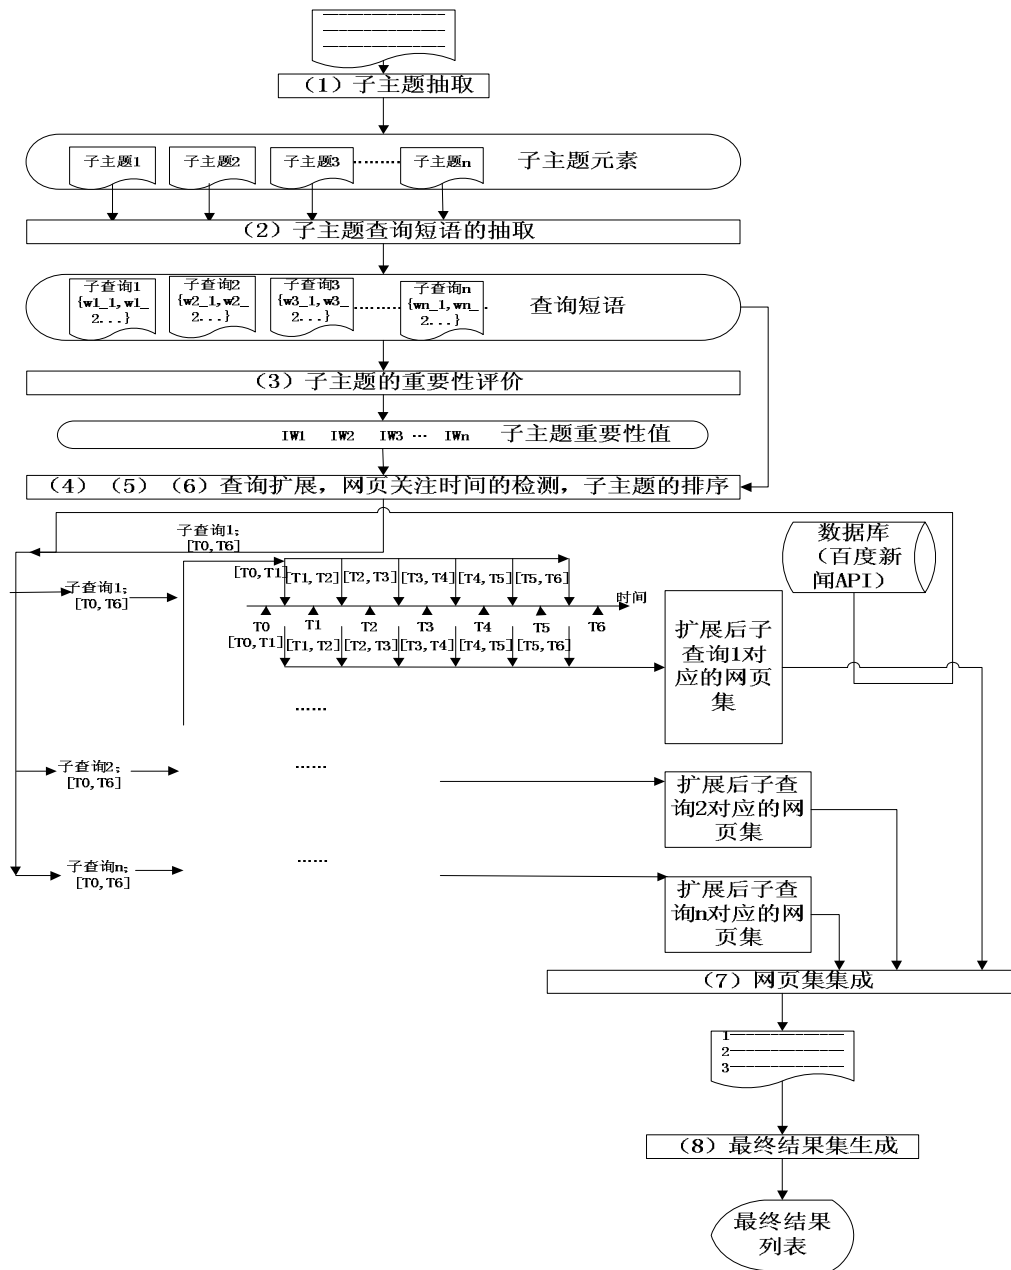 （1）子主题抽取
子主题1
子主题2
子主题3
子主题n
子主题元素
（2）子主题查询短语的抽取
子查询1
{w1_1,w1_
2...}
子查询2
{w2_1,w2_
2...}
子查询3
{w3_1,w3_
2...}
子查询n
{wn_1,wn_
2...}
查询短语
（3）子主题的重要性评价
IW1 IW2 IW3 … IWn 子主题重要性值
（4）（5）（6）查询扩展，网页关注时间的检测，子主题的排序
子查询1；
[T0,T6]
数据库
（百度新
闻API）
子查询1；
[T0,T6]
[T0,T1]
[T1,T2]
[T2,T3]
[T3,T4]
[T4,T5]
[T5,T6]
时间
T0
T1
T2
T3
T4
T5
T6
[T0,T1]
[T1,T2]
[T2,T3]
[T3,T4]
[T4,T5]
[T5,T6]
扩展后子
查询1对
应的网页
集
……
子查询2；
[T0,T6]
……
扩展后子查
询2对应的网
页集
子查询n；
[T0,T6]
……
扩展后子查
询n对应的网
页集
（7）网页集集成
1
2
3
（8）最终结果集生成
最终结果
列表